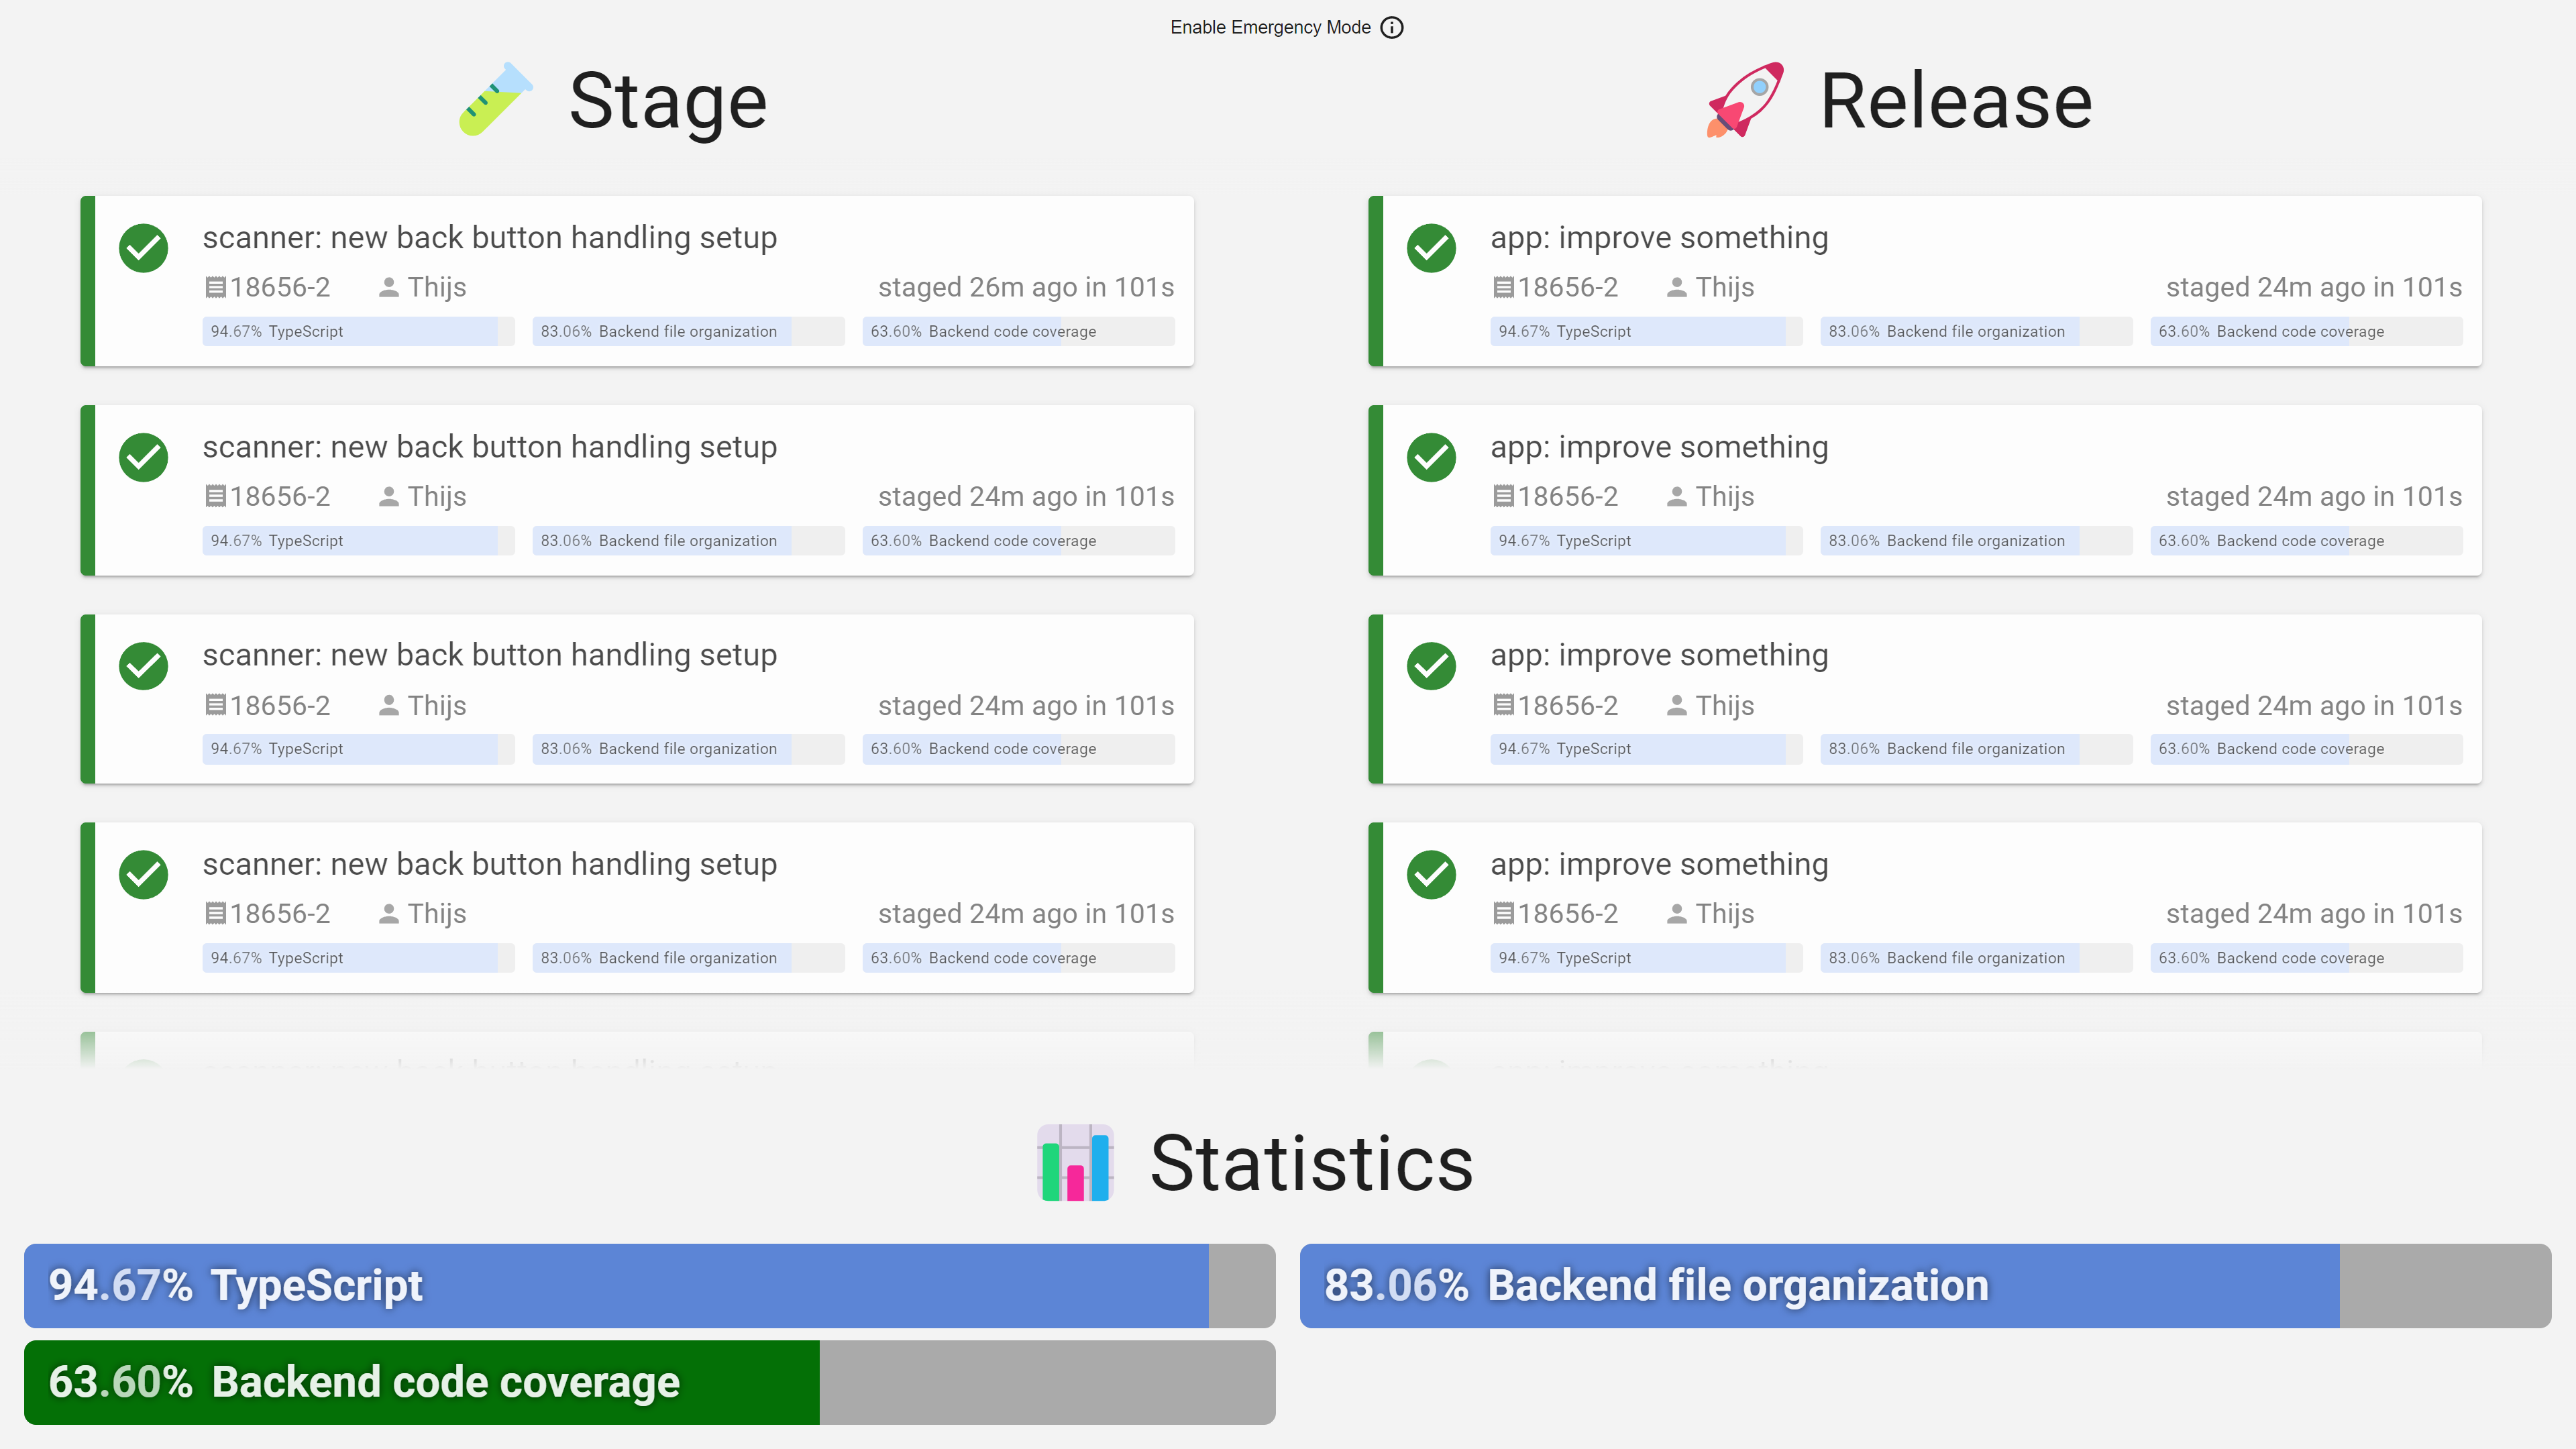 Enable Emergency Mode
Stage
scanner: new back button handling setup
18656-2 Thijs staged 26m ago in 101s
94.67% TypeScript 83.06% Backend file organization 63.60% Backend code coverage
scanner: new back button handling setup
18656-2 Thijs staged 24m ago in 101s
94.67% TypeScript 83.06% Backend file organization 63.60% Backend code coverage
scanner: new back button handling setup
18656-2 Thijs staged 24m ago in 101s
94.67% TypeScript 83.06% Backend file organization 63.60% Backend code coverage
scanner: new back button handling setup
18656-2 Thijs staged 24m ago in 101s
94.67% TypeScript 83.06% Backend file organization 63.60% Backend code coverage
scanner: new back button handling setup
Release
app: improve something
18656-2 Thijs staged 24m ago in 101s
94.67% TypeScript 83.06% Backend file organization 63.60% Backend code coverage
app: improve something
18656-2 Thijs staged 24m ago in 101s
94.67% TypeScript 83.06% Backend file organization 63.60% Backend code coverage
app: improve something
18656-2 Thijs staged 24m ago in 101s
94.67% TypeScript 83.06% Backend file organization 63.60% Backend code coverage
app: improve something
18656-2 Thijs staged 24m ago in 101s
94.67% TypeScript 83.06% Backend file organization 63.60% Backend code coverage
app: improve something
Statistics
94.67% TypeScript
83.06% Backend file organization
63.60% Backend code coverage